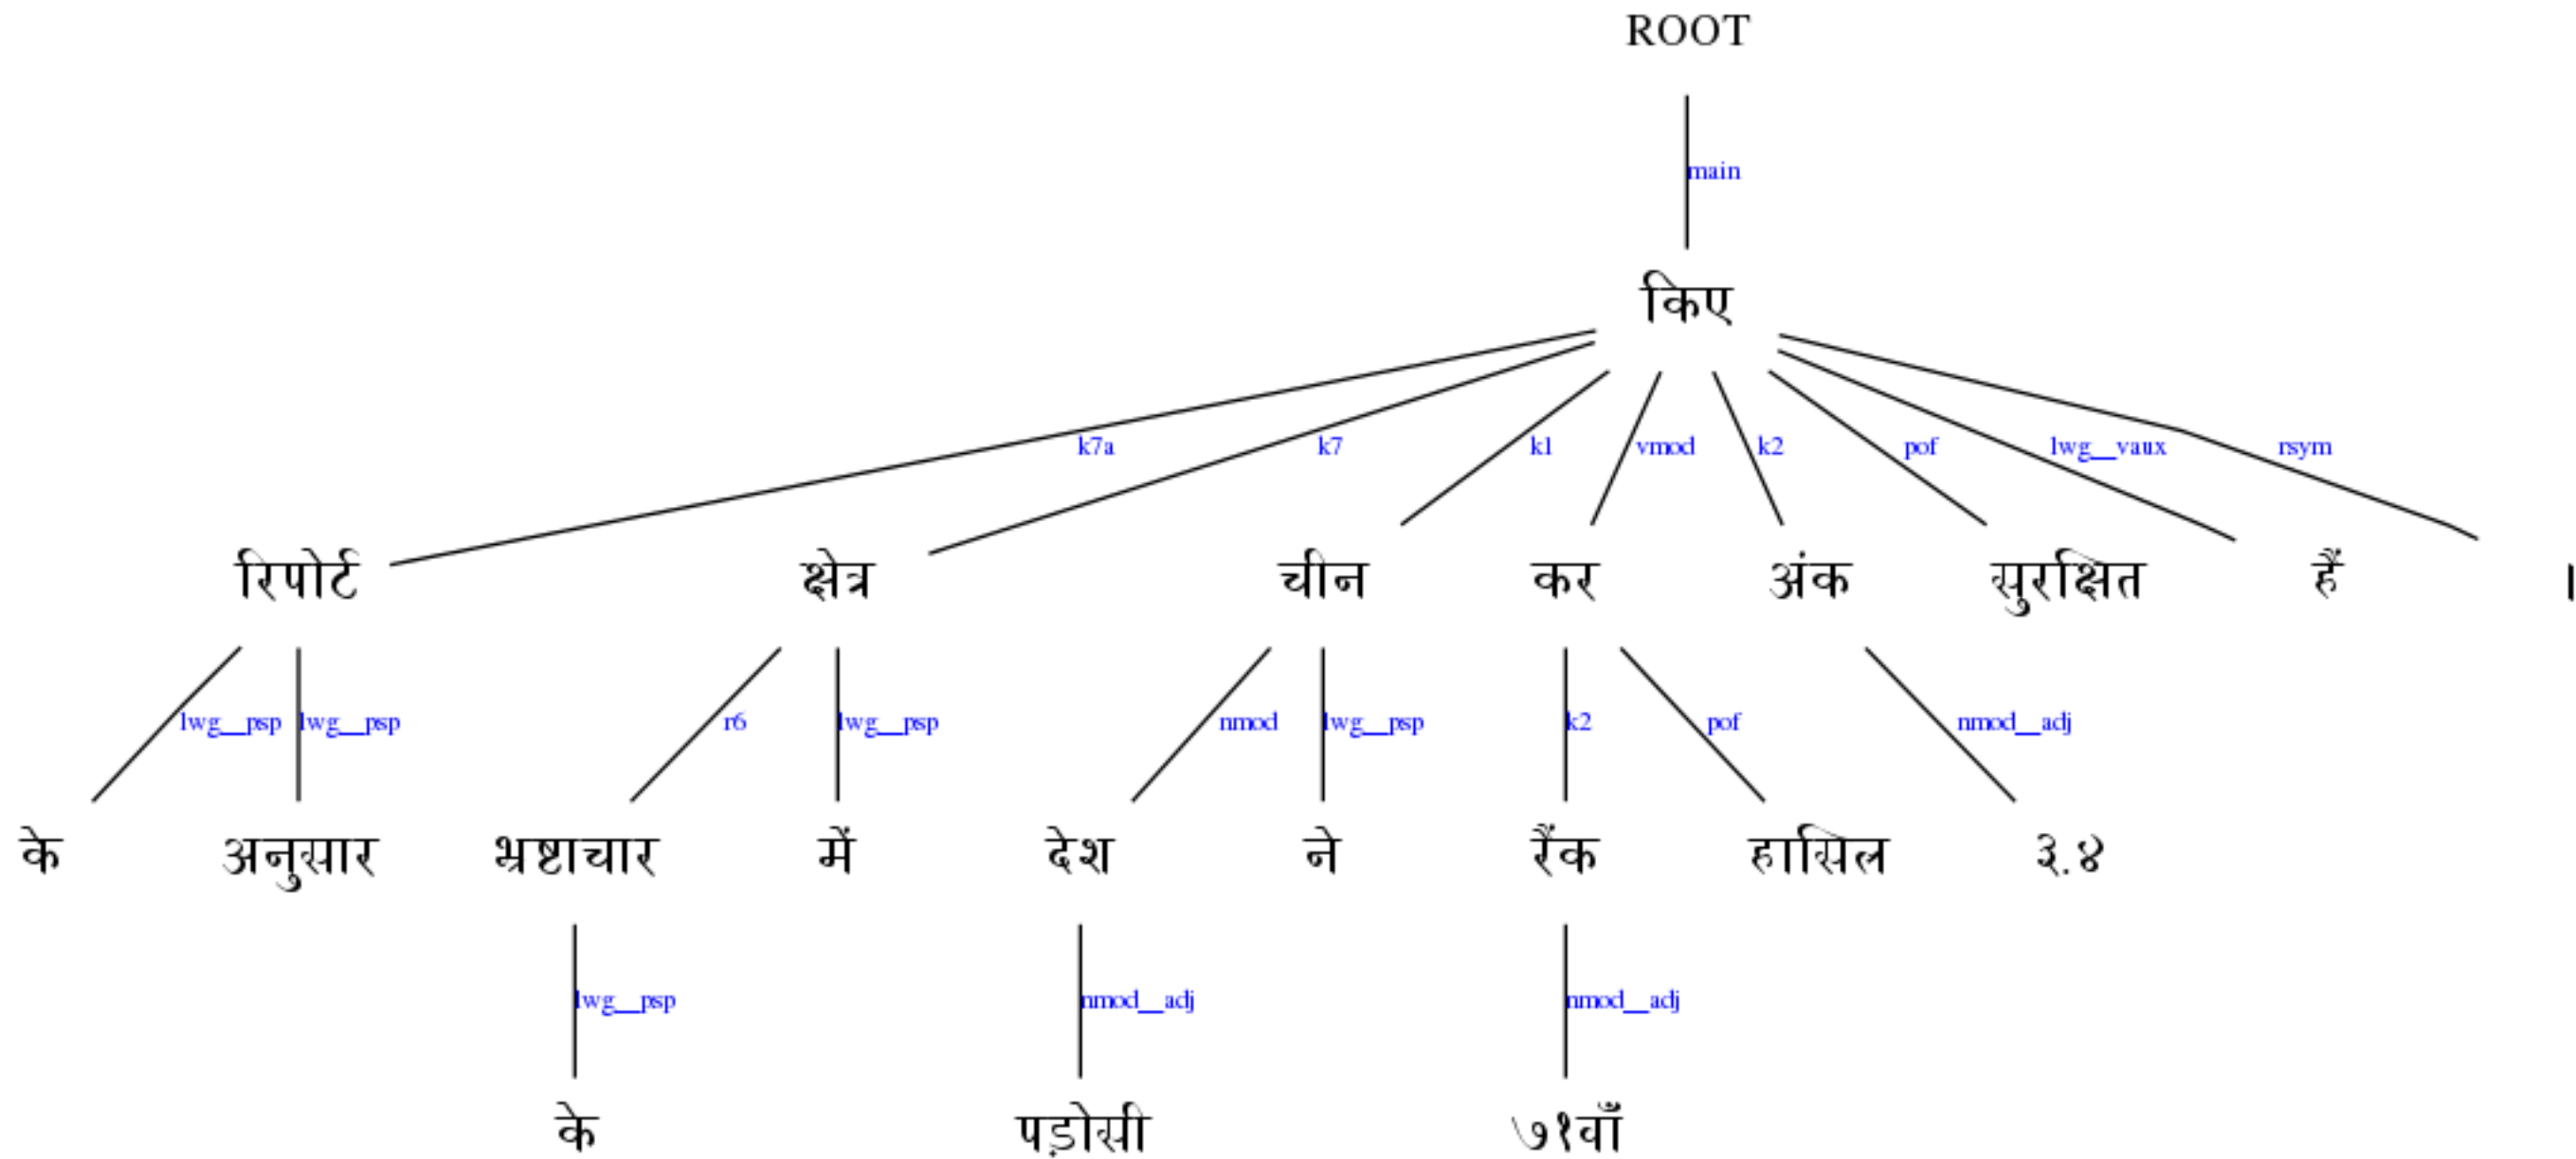 ROOT
main
किए
k7a k7 k1 vmod k2 pof lwg__vaux rsym
रिपोर्ट क्षेत्र चीन कर अंक सुरक्षित हैं ।
lwg__psp lwg__psp r6 lwg__psp nmod lwg__psp k2 pof nmod__adj
के अनुसार भ्रष्टाचार में देश ने रैंक हासिल ३.४
lwg__psp nmod__adj nmod__adj
के पड़ोसी ७१वाँ